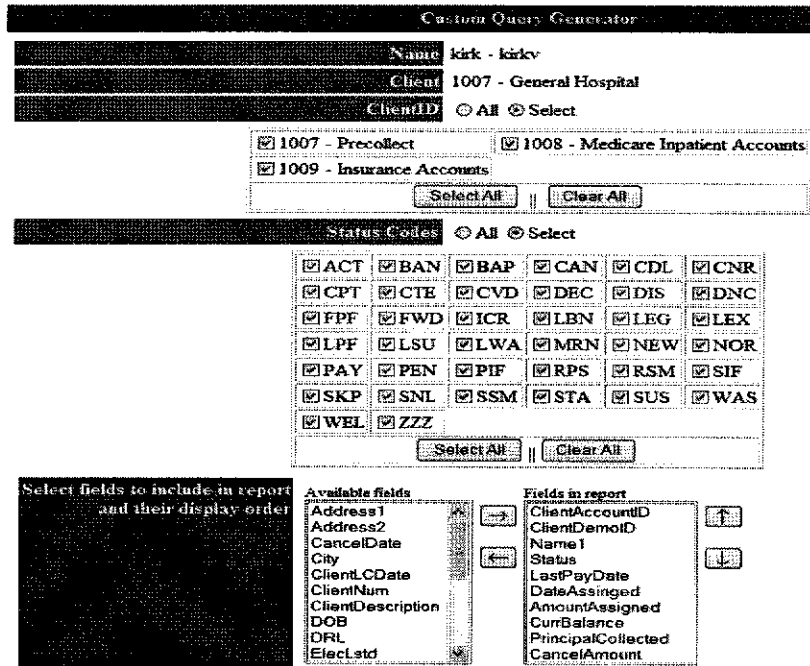 Custom Query Generator
Name kirk - kirkv
Client 1007 - General Hospital
ClientID All Select
1007 - Precollect 1008 - Medicare Inpatient Accounts
1009 - Insurance Accounts
Select All || Clear All
Status Codes All Select
ACT BAN BAP CAN CDL CNR
CPT CTE CVD DEC DIS DNC
FPF FWD ICR LBN LEG LEX
LPF LSU LWA MRN NEW NOR
PAY PEN PIF RPS RSM SIF
SKP SNL SSM STA SUS WAS
WEL ZZZ
Select All || Clear All
Select fields to include in report
and their display order
Available fields
Address1
Address2
CancelDate
City
ClientLCDate
ClientNum
ClientDescription
DOB
DRL
ElecLstd
Fields in report
ClientAccountID
ClientDemoID
Name1
Status
LastPayDate
DateAssinged
AmountAssigned
CurrBalance
PrincipalCollected
CancelAmount